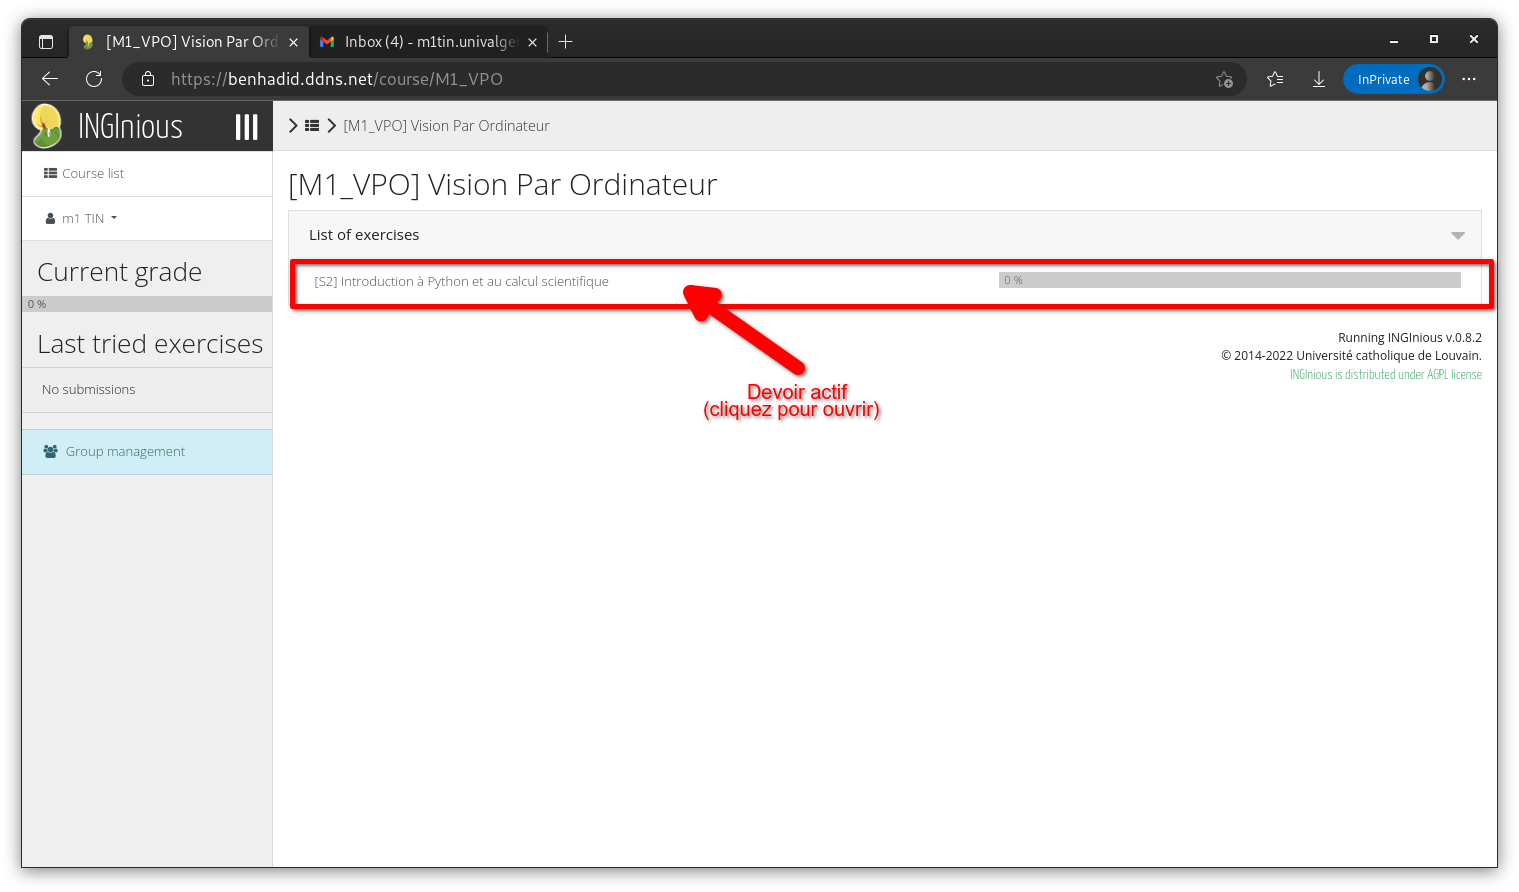 [M1_VPO] Vision Par Ord
Inbox (4) - m1tin.univalge
https://benhadid.ddns.net/course/M1_VPO
InPrivate
INGInious
[M1_VPO] Vision Par Ordinateur
Course list
m1 TIN
Current grade
0 %
Last tried exercises
No submissions
Group management
[M1_VPO] Vision Par Ordinateur
List of exercises
[S2] Introduction à Python et au calcul scientifique
0 %
Devoir actif
(cliquez pour ouvrir)
Running INGInious v.0.8.2
© 2014-2022 Université catholique de Louvain.
INGInious is distributed under AGPL license